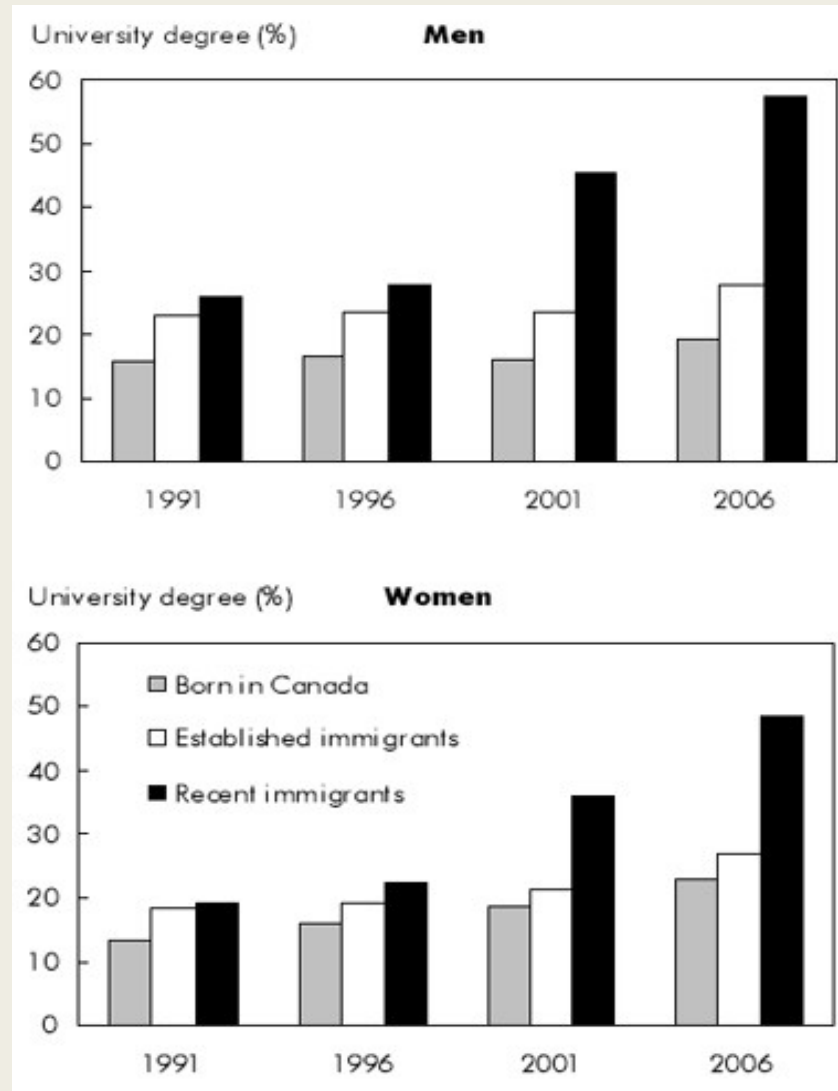 University degree (%) Men
60
50
40
30
20
10
0
1991 1996 2001 2006
University degree (%) Women
60
50
40
30
20
10
0
Born in Canada
Established immigrants
Recent immigrants
1991 1996 2001 2006